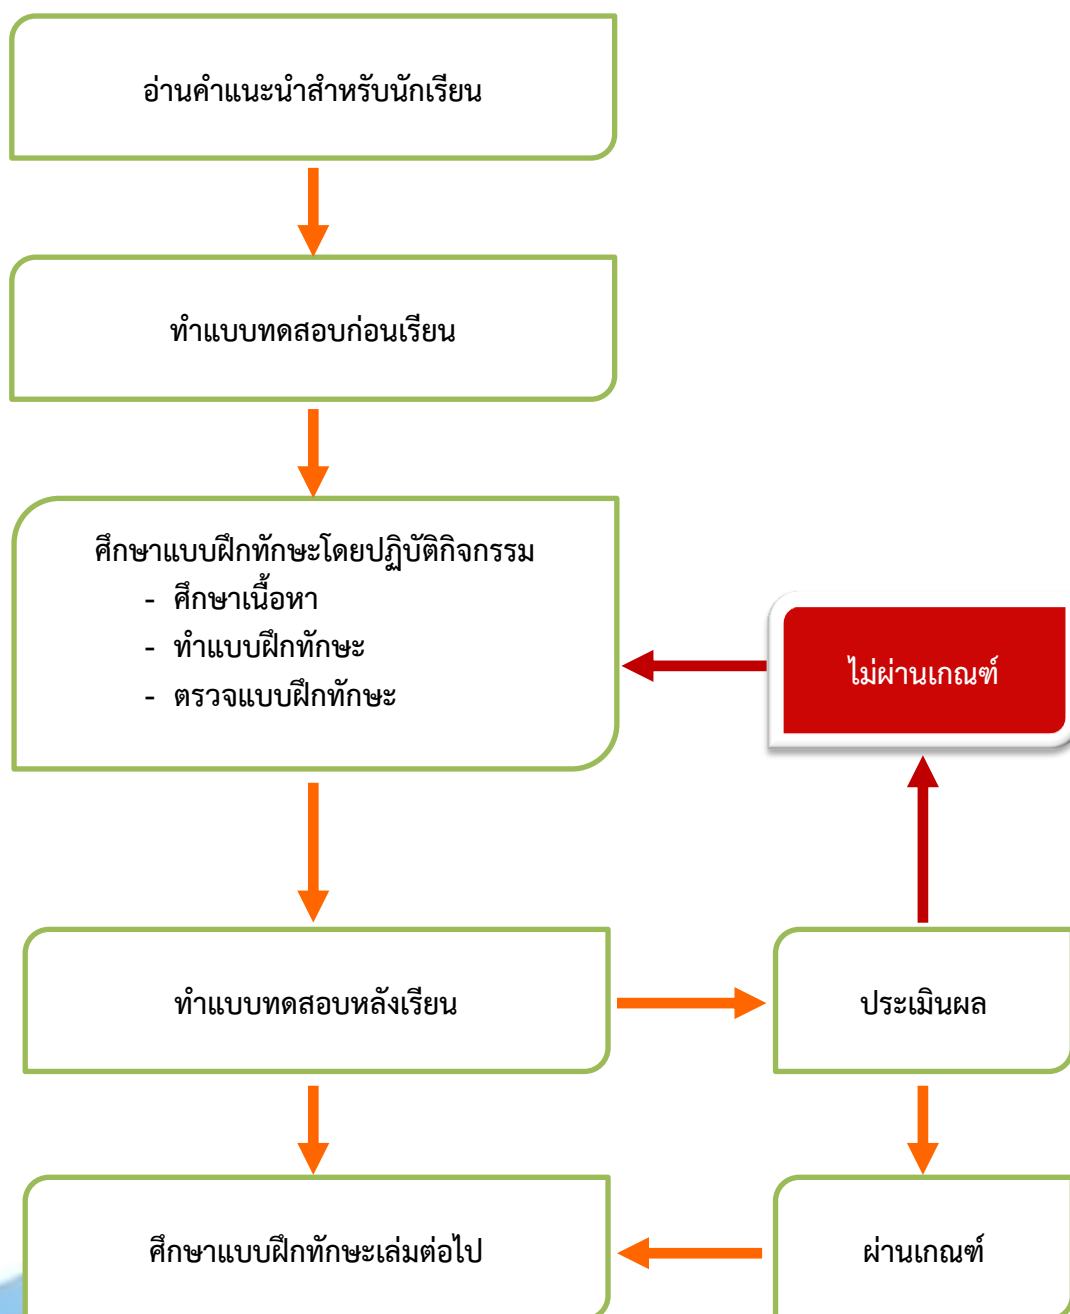 อ่านคำแนะนำสำหรับนักเรียน
ทำแบบทดสอบก่อนเรียน
ศึกษาแบบฝึกทักษะโดยปฏิบัติกิจกรรม
- ศึกษาเนื้อหา
- ทำแบบฝึกทักษะ
- ตรวจแบบฝึกทักษะ
ไม่ผ่านเกณฑ์
ทำแบบทดสอบหลังเรียน
ประเมินผล
ศึกษาแบบฝึกทักษะเล่มต่อไป
ผ่านเกณฑ์